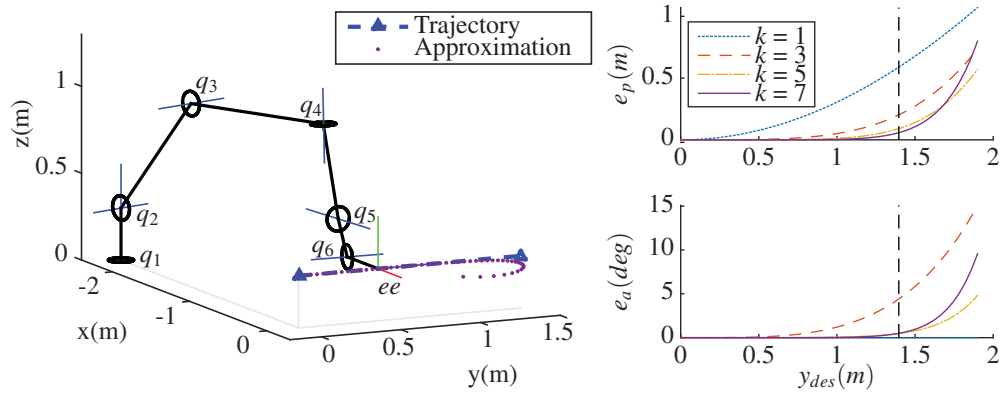 Trajectory
Approximation
z(m)
1
0.5
0
q3
q4
q2
q5
q1
q6
ee
-2
-1
0
x(m)
0
0.5
1
1.5
y(m)
e_p(m)
1
0.5
0
k = 1
k = 3
k = 5
k = 7
0
0.5
1
1.5
2
e_a(deg)
15
10
5
0
0
0.5
1
1.5
2
y_des(m)